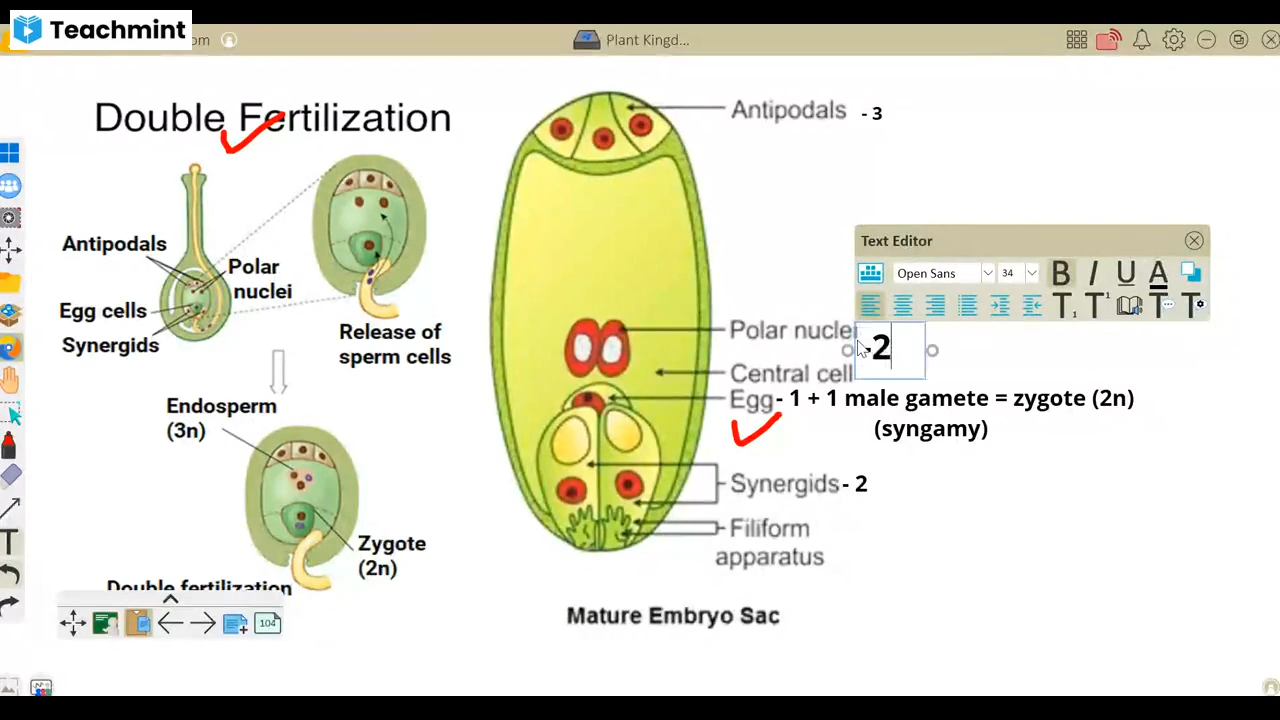 Teachmint
om
Plant Kingd...
Double Fertilization
Antipodals
Polar
nuclei
Egg cells
Synergids
Release of
sperm cells
Endosperm
(3n)
Zygote
(2n)
Double fertilization
104
Antipodals - 3
Text Editor
Open Sans
34
B I U A
Polar nuclei
-2
Central cell
Egg - 1 + 1 male gamete = zygote (2n)
(syngamy)
Synergids - 2
Filiform
apparatus
Mature Embryo Sac